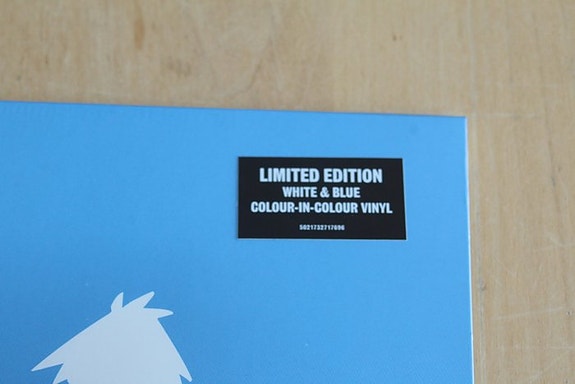 LIMITED EDITION
WHITE & BLUE
COLOUR-IN-COLOUR VINYL
5021732717696